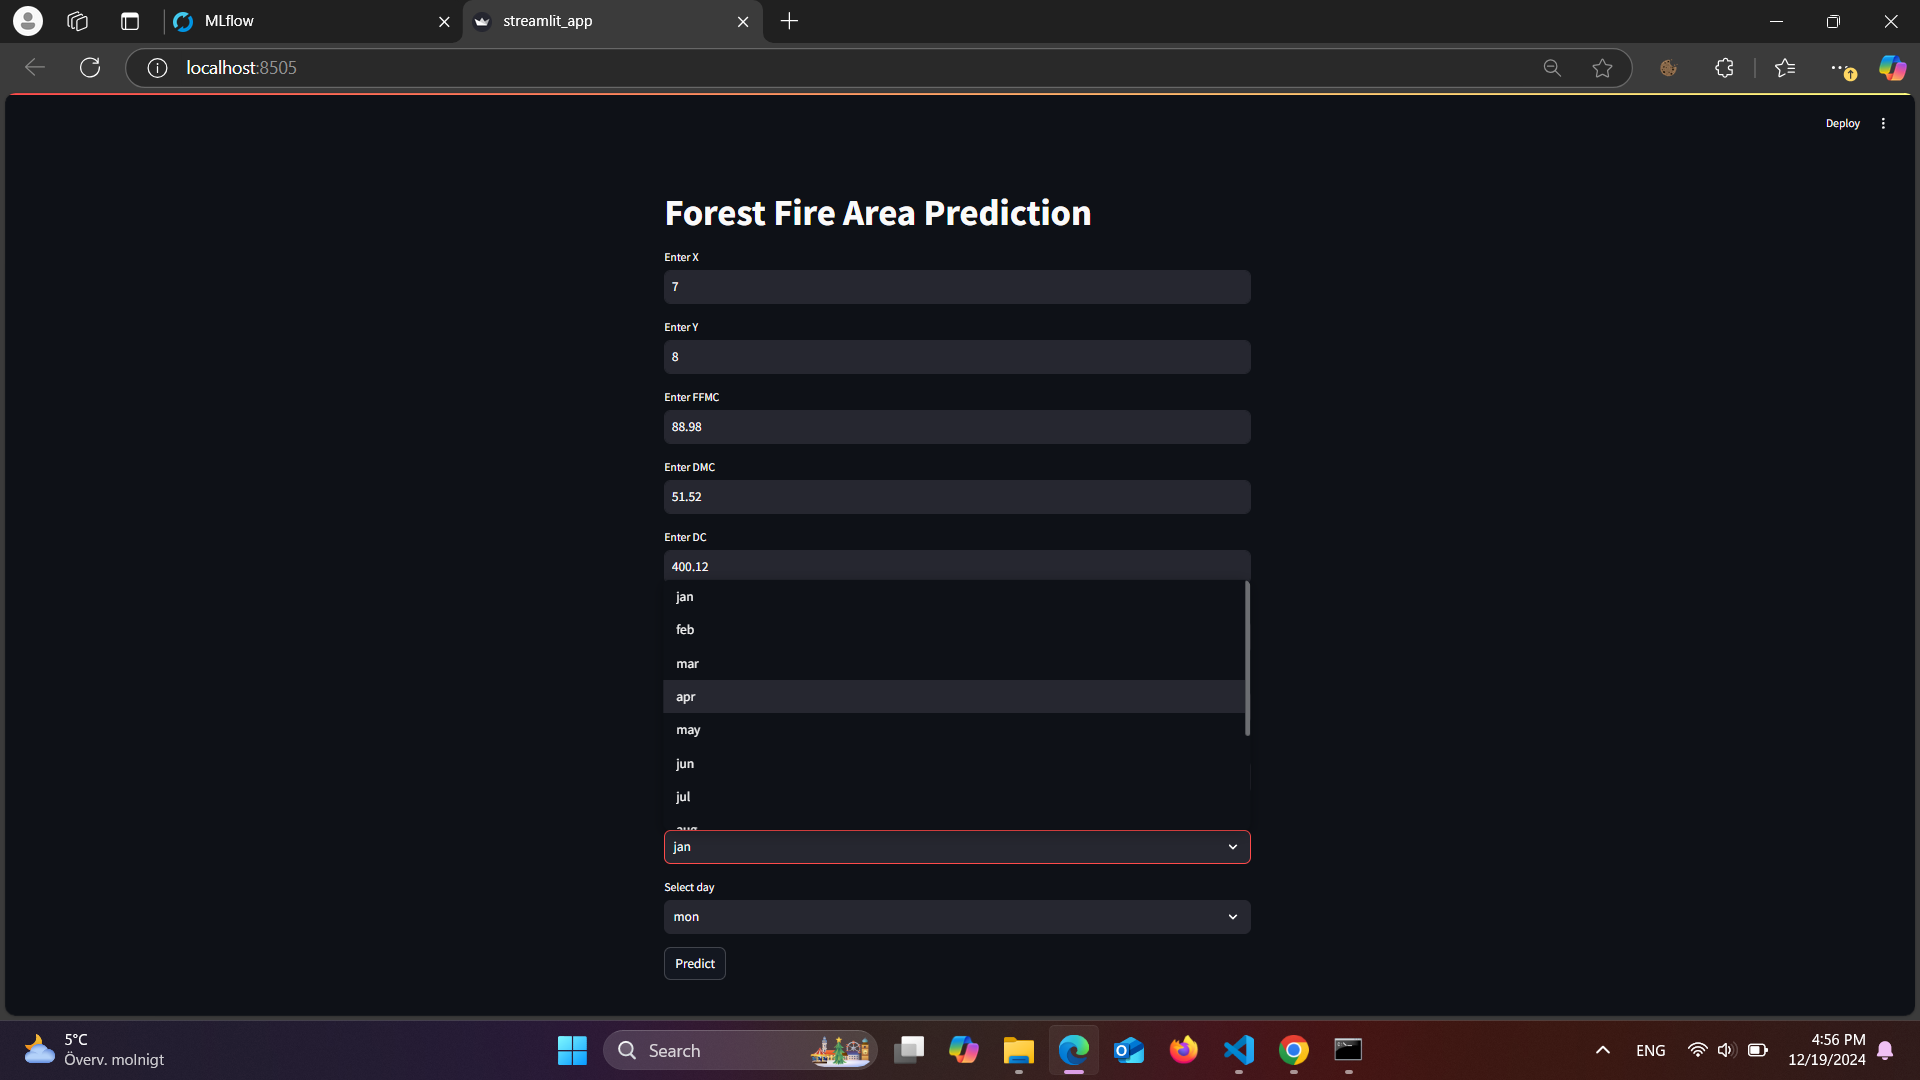 MLflow
streamlit_app
localhost:8505
Deploy
Forest Fire Area Prediction
Enter X
7
Enter Y
8
Enter FFMC
88.98
Enter DMC
51.52
Enter DC
400.12
jan
feb
mar
apr
may
jun
jul
aug
jan
Select day
mon
Predict
5°C
Överv. molnigt
Search
ENG
4:56 PM
12/19/2024